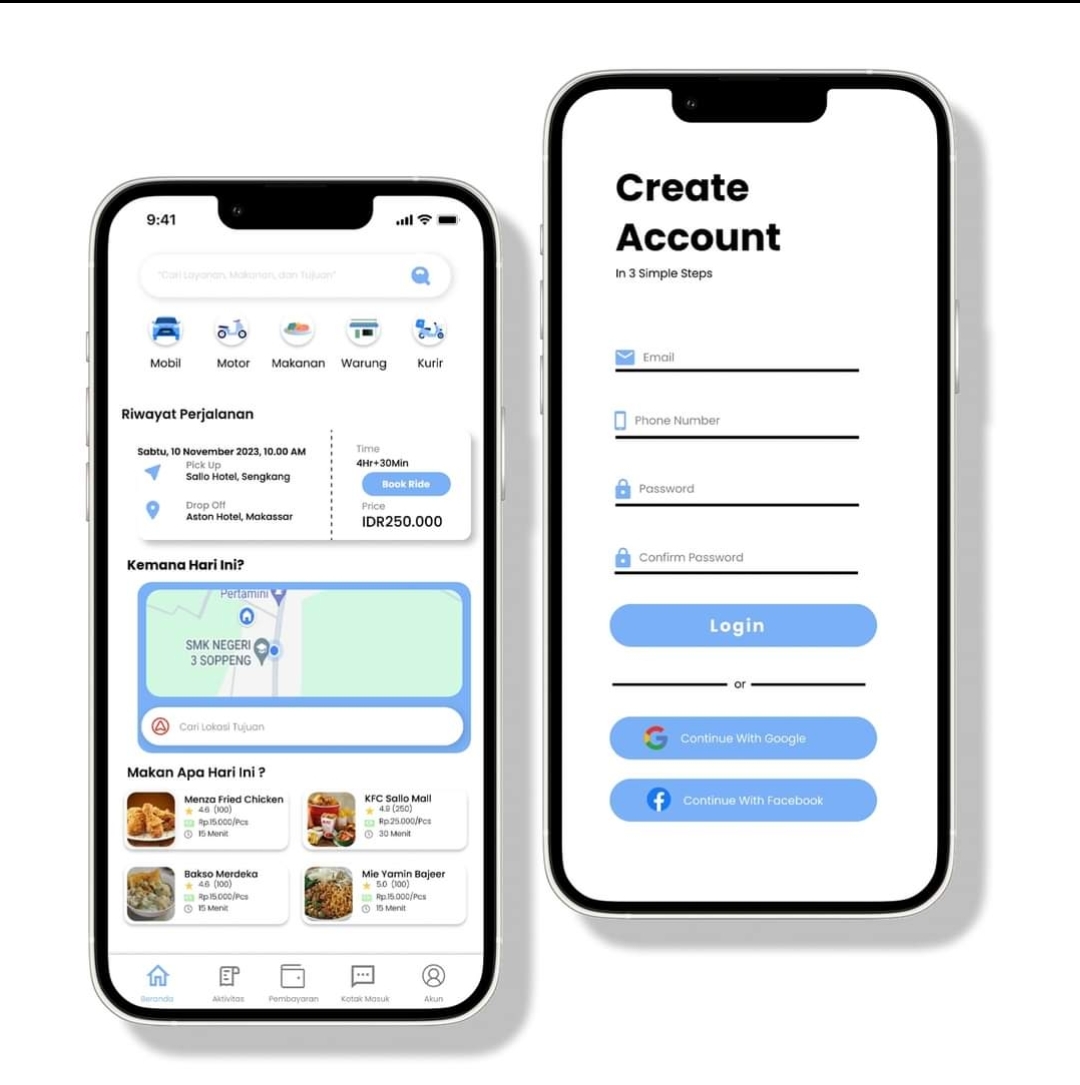 9:41
"Cari Layanan, Makanan, dan Tujuan"
Mobil
Motor
Makanan
Warung
Kurir
Riwayat Perjalanan
Sabtu, 10 November 2023, 10.00 AM
Pick Up
Sallo Hotel, Sengkang
Drop Off
Aston Hotel, Makassar
Time
4Hr+30Min
Book Ride
Price
IDR250.000
Kemana Hari Ini?
Pertamini
SMK NEGERI
3 SOPPENG
Cari Lokasi Tujuan
Makan Apa Hari Ini ?
Menza Fried Chicken
4.6 (100)
Rp.15.000/Pcs
15 Menit
KFC Sallo Mall
4.9 (250)
Rp.25.000/Pcs
30 Menit
Bakso Merdeka
4.6 (100)
Rp.15.000/Pcs
15 Menit
Mie Yamin Bajeer
5.0 (100)
Rp.15.000/Pcs
15 Menit
Beranda
Aktivitas
Pembayaran
Kotak Masuk
Akun
Create
Account
In 3 Simple Steps
Email
Phone Number
Password
Confirm Password
Login
or
Continue With Google
Continue With Facebook